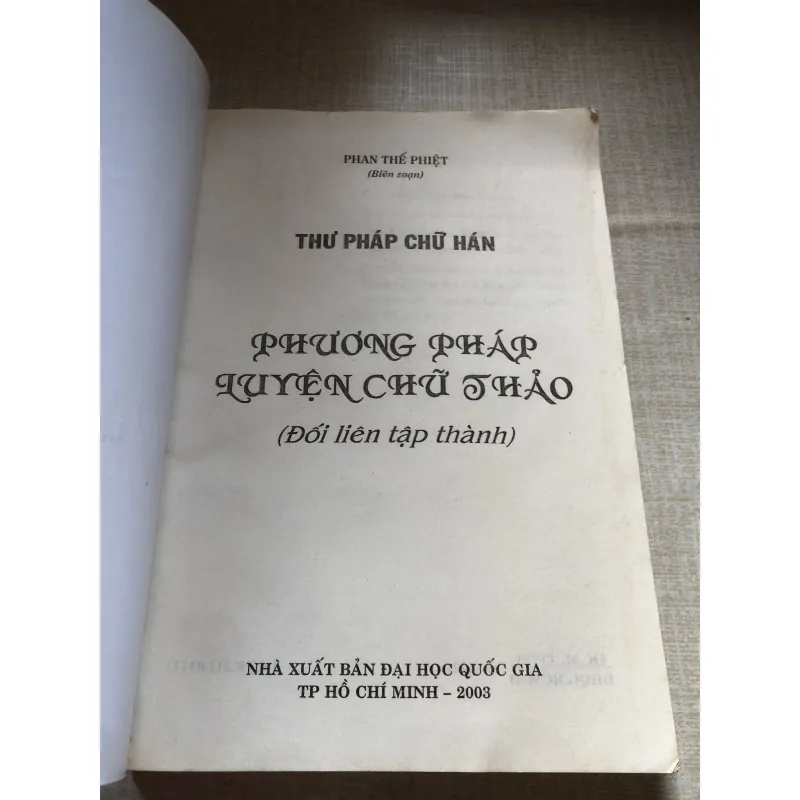 PHAN THẾ PHIỆT
(Biên soạn)
THƯ PHÁP CHỮ HÁN
PHƯƠNG PHÁP
LUYỆN CHỮ THẢO
(Đối liên tập thành)
NHÀ XUẤT BẢN ĐẠI HỌC QUỐC GIA
TP HỒ CHÍ MINH – 2003